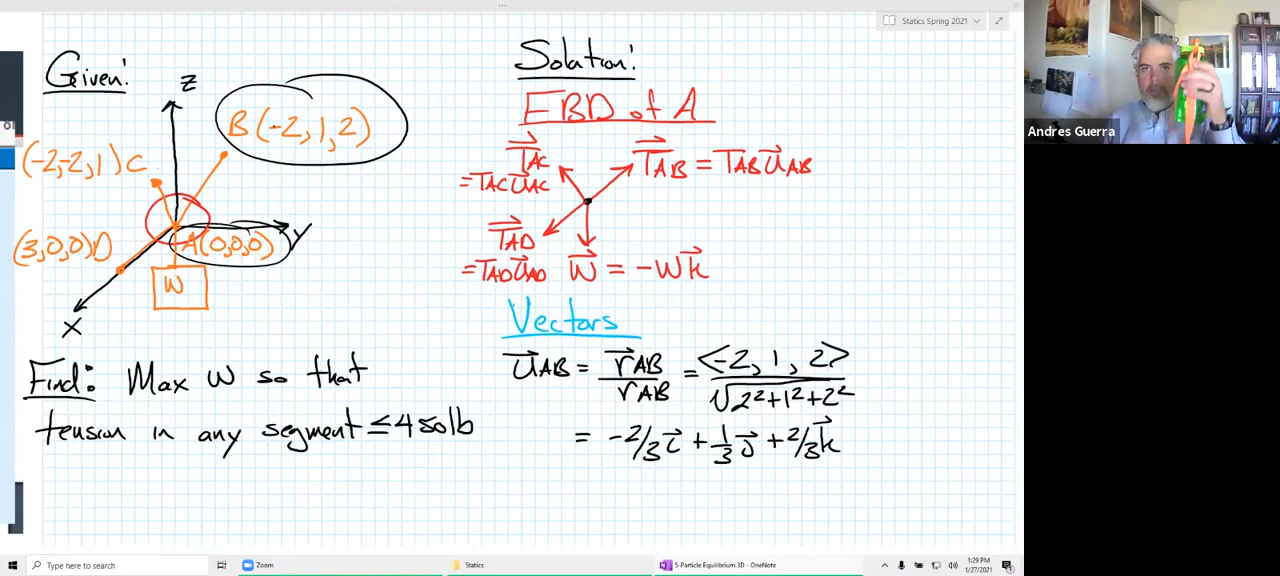 Statics Spring 2021
Given:
Z
B(-2,1,2)
(-2,-2,1)C
(3,0,0)D
A(0,0,0)
Y
W
X
Find: Max W so that
tension in any segment ≤ 450lb
Solution:
FBD of A
T⃗AC
= TAC u⃗AC
T⃗AB = TAB u⃗AB
T⃗AD
= TAD u⃗AD
W⃗ = -W k⃗
Vectors
u⃗AB = r⃗AB / rAB = <-2, 1, 2> / √2²+1²+2²
= -2/3 i⃗ + 1/3 j⃗ + 2/3 k⃗
Andres Guerra
Type here to search
Zoom
Statics
5-Particle Equilibrium 3D - OneNote
1:29 PM
1/27/2021